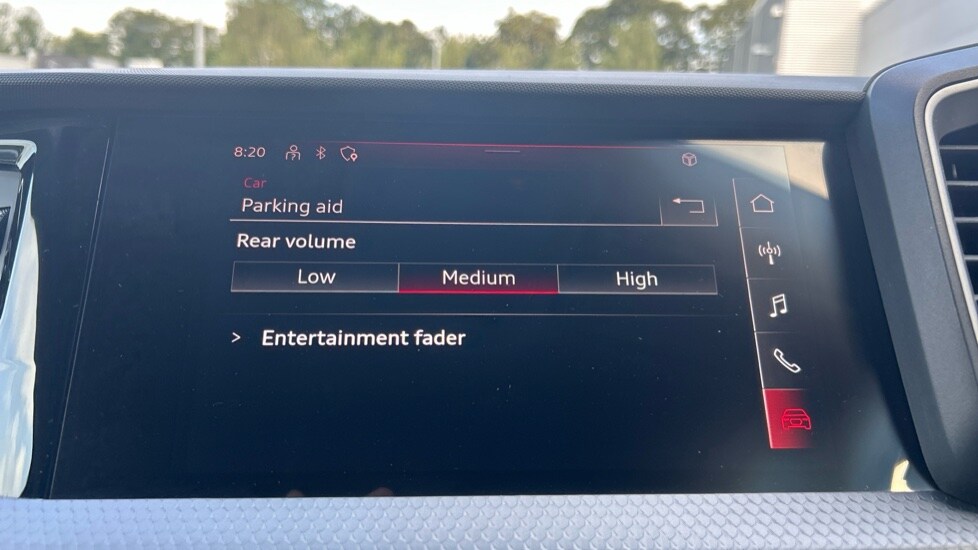 8:20
Car
Parking aid
Rear volume
Low Medium High
> Entertainment fader